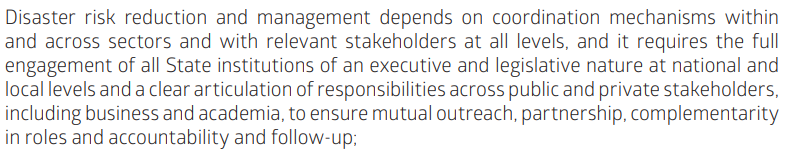 Disaster risk reduction and management depends on coordination mechanisms within
and across sectors and with relevant stakeholders at all levels, and it requires the full
engagement of all State institutions of an executive and legislative nature at national and
local levels and a clear articulation of responsibilities across public and private stakeholders,
including business and academia, to ensure mutual outreach, partnership, complementarity
in roles and accountability and follow-up;